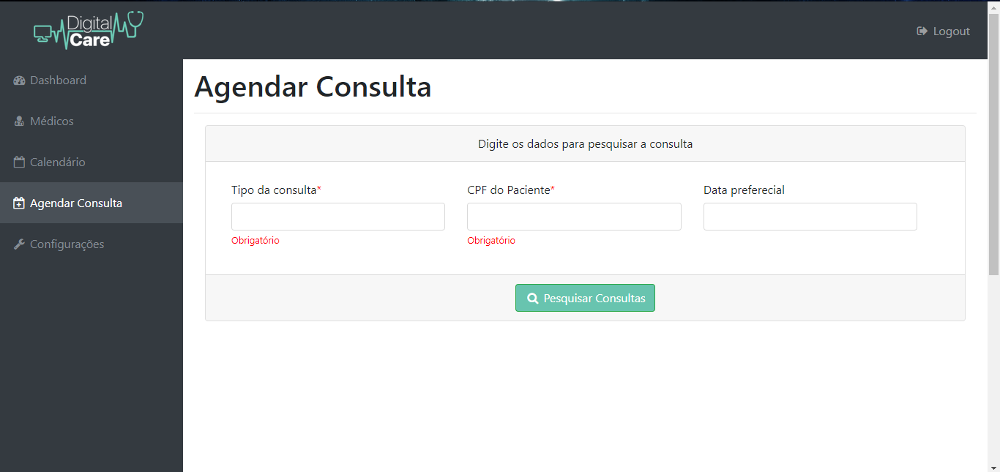 Digital
Care
Logout
Dashboard
Médicos
Calendário
Agendar Consulta
Configurações
Agendar Consulta
Digite os dados para pesquisar a consulta
Tipo da consulta* CPF do Paciente* Data preferecial
Obrigatório Obrigatório
Pesquisar Consultas